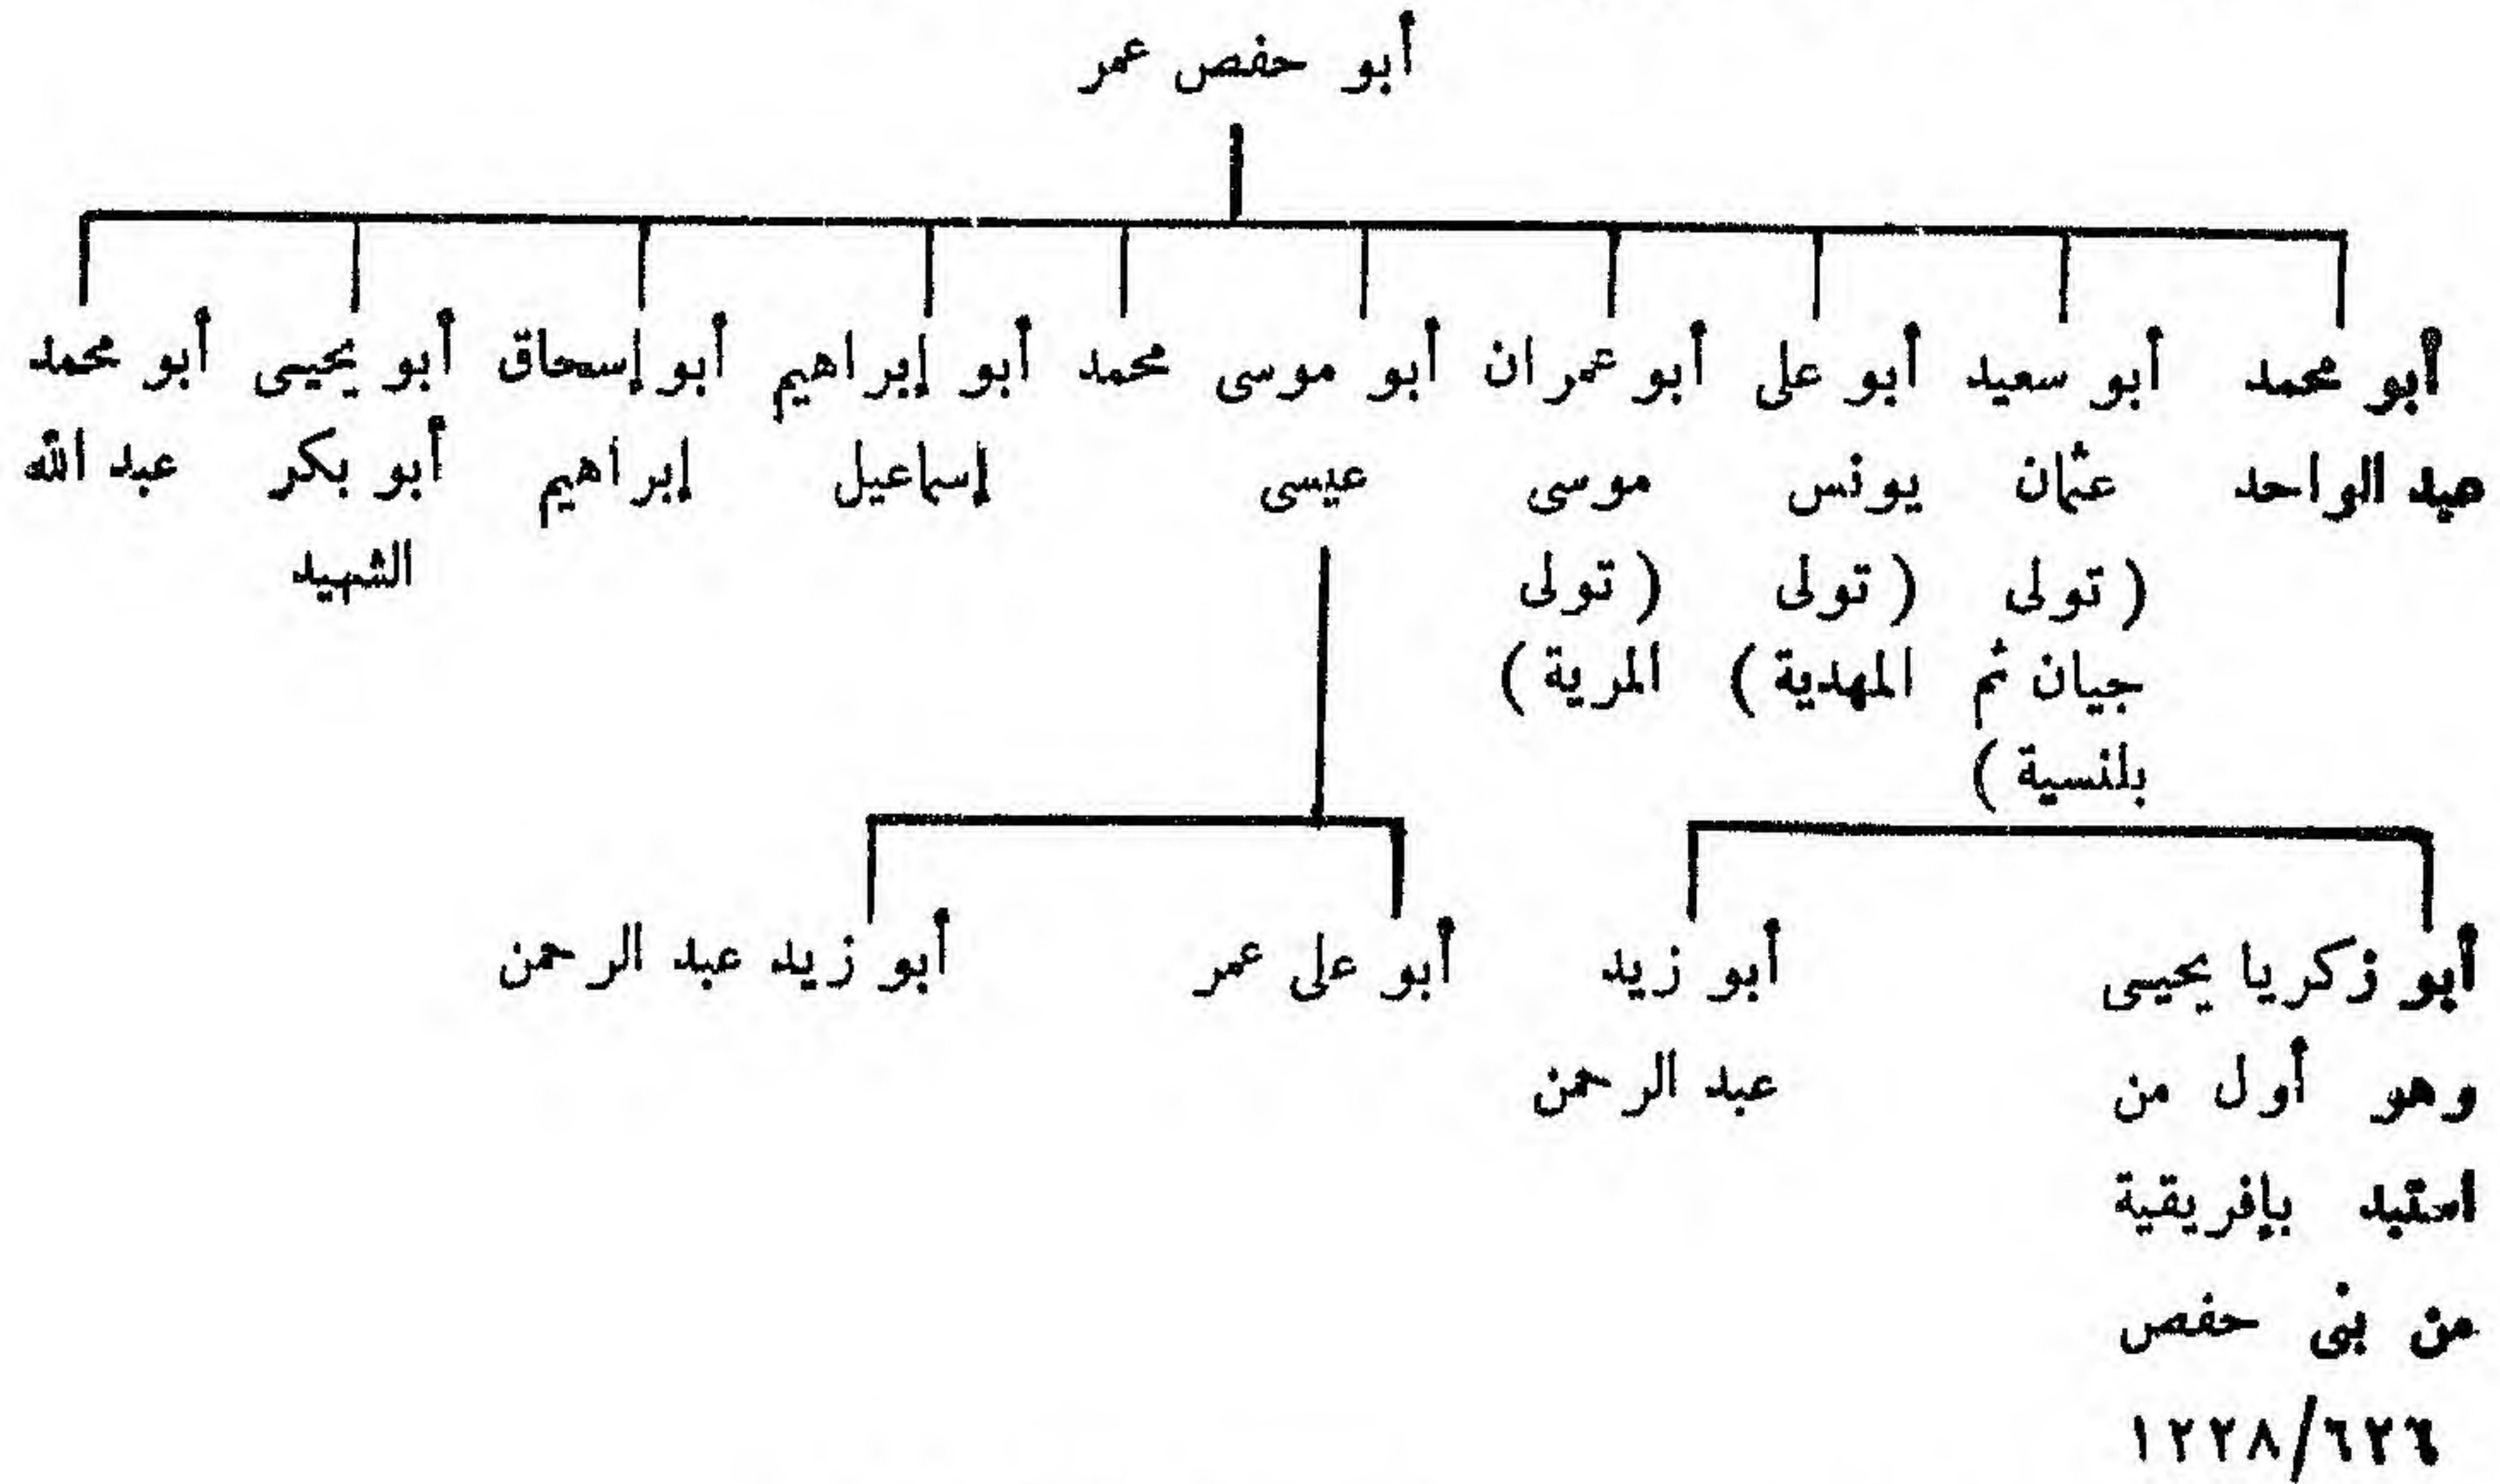 أبو حفص عمر
أبو محمد
عبد الواحد
أبو سعيد
عثمان
( تولى
جيان ثم
بلنسية )
أبو على
يونس
( تولى
المهدية )
أبو عمران
موسى
( تولى
المرية )
أبو موسى
عيسى
محمد
أبو إبراهيم
إسماعيل
أبو إسحاق
إبراهيم
أبو يحيى
أبو بكر
الشهيد
أبو محمد
عبد الله
أبو زكريا يحيى
وهو أول من
استبد بإفريقية
من بنى حفص
٦٢٦/١٢٢٨
أبو زيد
عبد الرحمن
أبو على عمر
أبو زيد عبد الرحمن